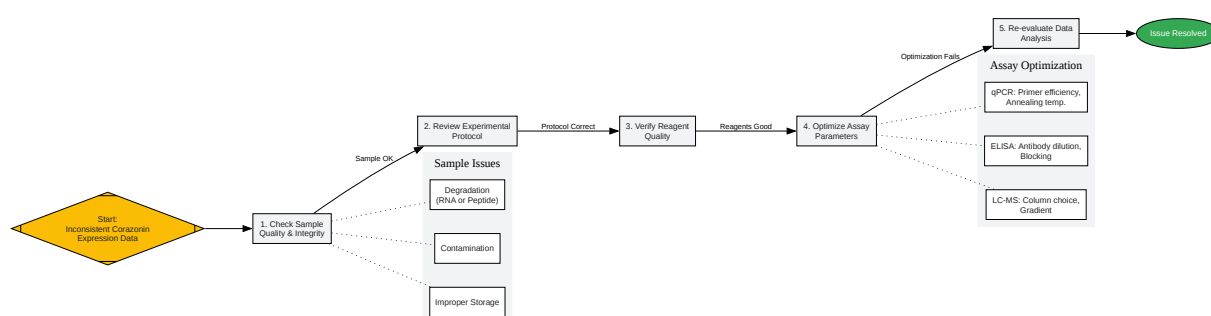 Start:
Inconsistent Corazonin
Expression Data
1. Check Sample
Quality & Integrity
Sample OK
2. Review Experimental
Protocol
Sample Issues
Degradation
(RNA or Peptide)
Contamination
Improper Storage
Protocol Correct
3. Verify Reagent
Quality
Reagents Good
4. Optimize Assay
Parameters
Optimization Fails
5. Re-evaluate Data
Analysis
Assay Optimization
qPCR: Primer efficiency,
Annealing temp.
ELISA: Antibody dilution,
Blocking
LC-MS: Column choice,
Gradient
Issue Resolved